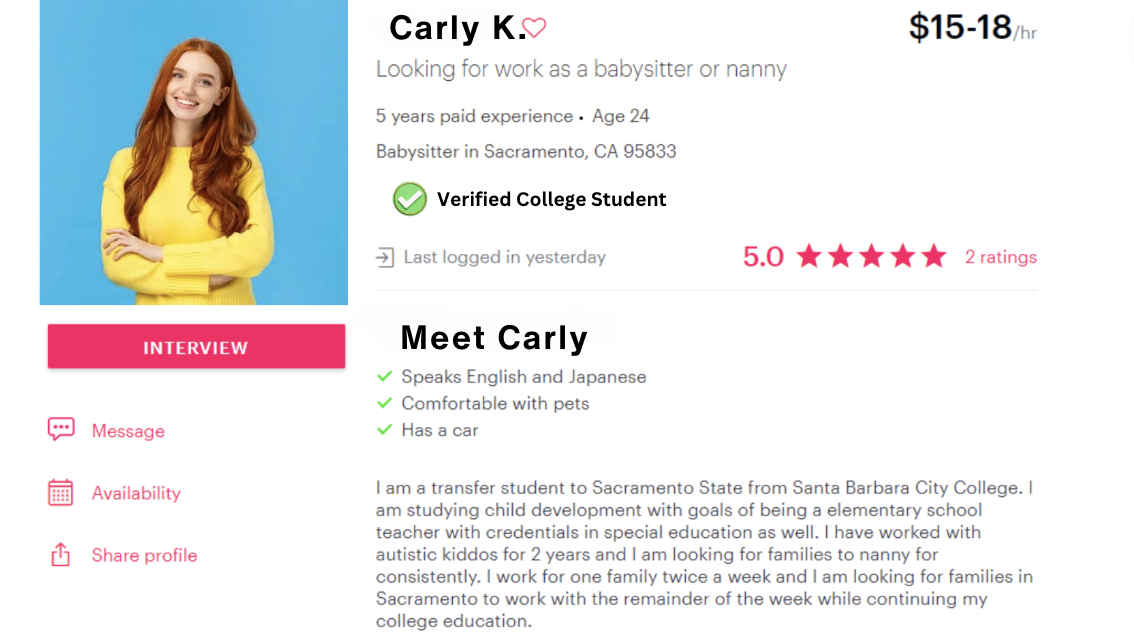 Carly K.
$15-18/hr
Looking for work as a babysitter or nanny
5 years paid experience • Age 24
Babysitter in Sacramento, CA 95833
Verified College Student
Last logged in yesterday
5.0
2 ratings
INTERVIEW
Message
Availability
Share profile
Meet Carly
Speaks English and Japanese
Comfortable with pets
Has a car
I am a transfer student to Sacramento State from Santa Barbara City College. I
am studying child development with goals of being a elementary school
teacher with credentials in special education as well. I have worked with
autistic kiddos for 2 years and I am looking for families to nanny for
consistently. I work for one family twice a week and I am looking for families in
Sacramento to work with the remainder of the week while continuing my
college education.